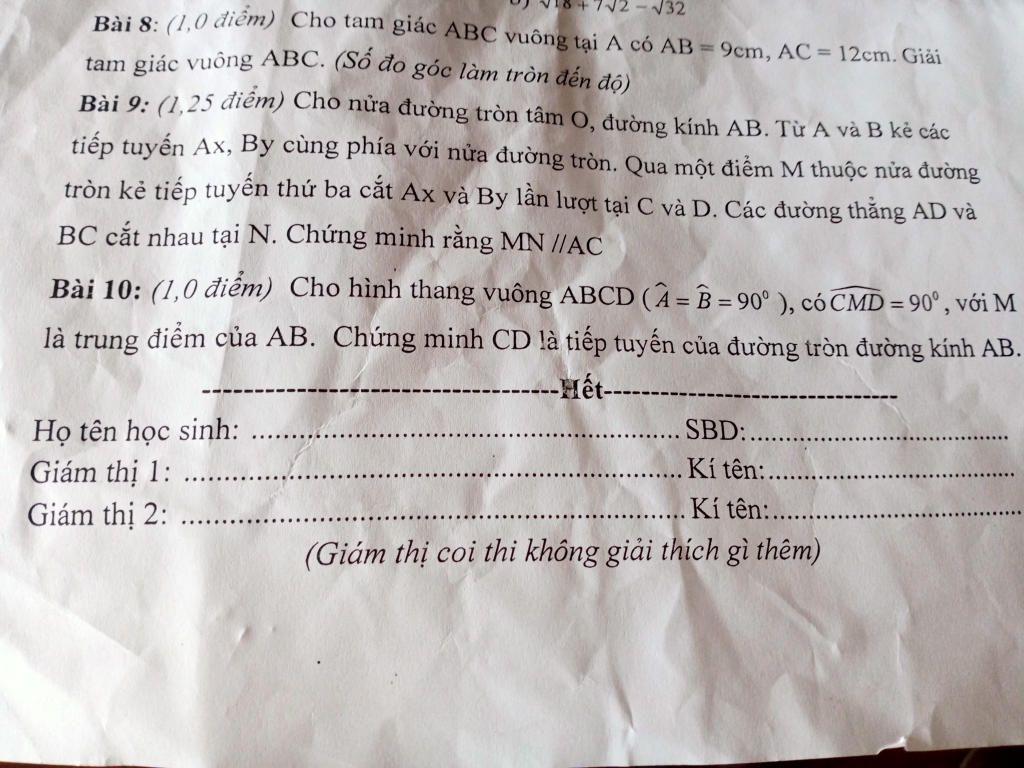 b) √18 + 7√2 − √32
Bài 8: (1,0 điểm) Cho tam giác ABC vuông tại A có AB = 9cm, AC = 12cm. Giải
tam giác vuông ABC. (Số đo góc làm tròn đến độ)
Bài 9: (1,25 điểm) Cho nửa đường tròn tâm O, đường kính AB. Từ A và B kẻ các
tiếp tuyến Ax, By cùng phía với nửa đường tròn. Qua một điểm M thuộc nửa đường
tròn kẻ tiếp tuyến thứ ba cắt Ax và By lần lượt tại C và D. Các đường thẳng AD và
BC cắt nhau tại N. Chứng minh rằng MN //AC
Bài 10: (1,0 điểm) Cho hình thang vuông ABCD ( Â = B̂ = 90⁰ ), có CMD = 90⁰ , với M
là trung điểm của AB. Chứng minh CD là tiếp tuyến của đường tròn đường kính AB.
------------------------------------Hết------------------------------
Họ tên học sinh: ........................................................ SBD:...................................
Giám thị 1: ................................................................ Kí tên:.................................
Giám thị 2: ................................................................ Kí tên:.................................
(Giám thị coi thi không giải thích gì thêm)